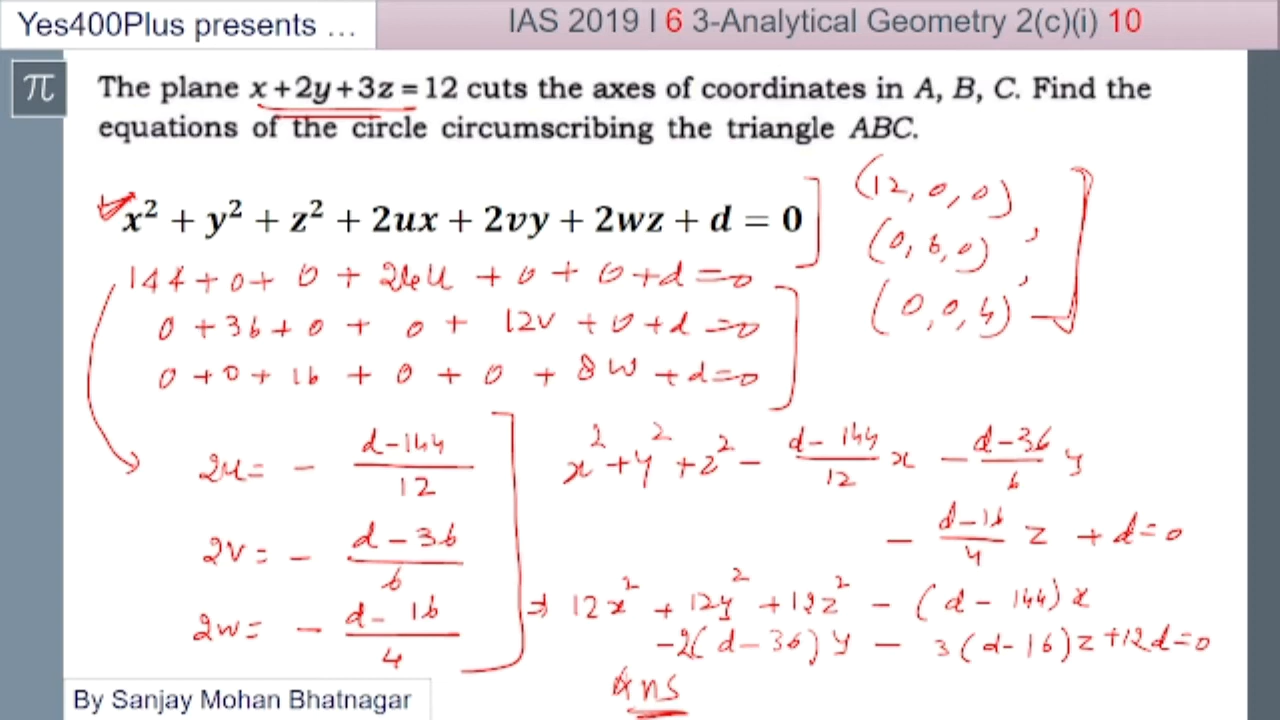 Yes400Plus presents …
IAS 2019 I 6 3-Analytical Geometry 2(c)(i) 10
π
The plane x+2y+3z=12 cuts the axes of coordinates in A, B, C. Find the
equations of the circle circumscribing the triangle ABC.
(12, 0, 0)
(0, 6, 0) ,
(0, 0, 4) ,
x² + y² + z² + 2ux + 2vy + 2wz + d = 0
144 + 0 + 0 + 24u + 0 + 0 + d = 0
0 + 36 + 0 + 0 + 12v + 0 + d = 0
0 + 0 + 16 + 0 + 0 + 8w + d = 0
2u = - (d-144)/12
2v = - (d-36)/6
2w = - (d-16)/4
x² + y² + z² - (d-144)/12 x - (d-36)/6 y
- (d-16)/4 z + d = 0
⇒ 12x² + 12y² + 12z² - (d-144)x
-2(d-36)y - 3(d-16)z + 12d = 0
Ans
By Sanjay Mohan Bhatnagar